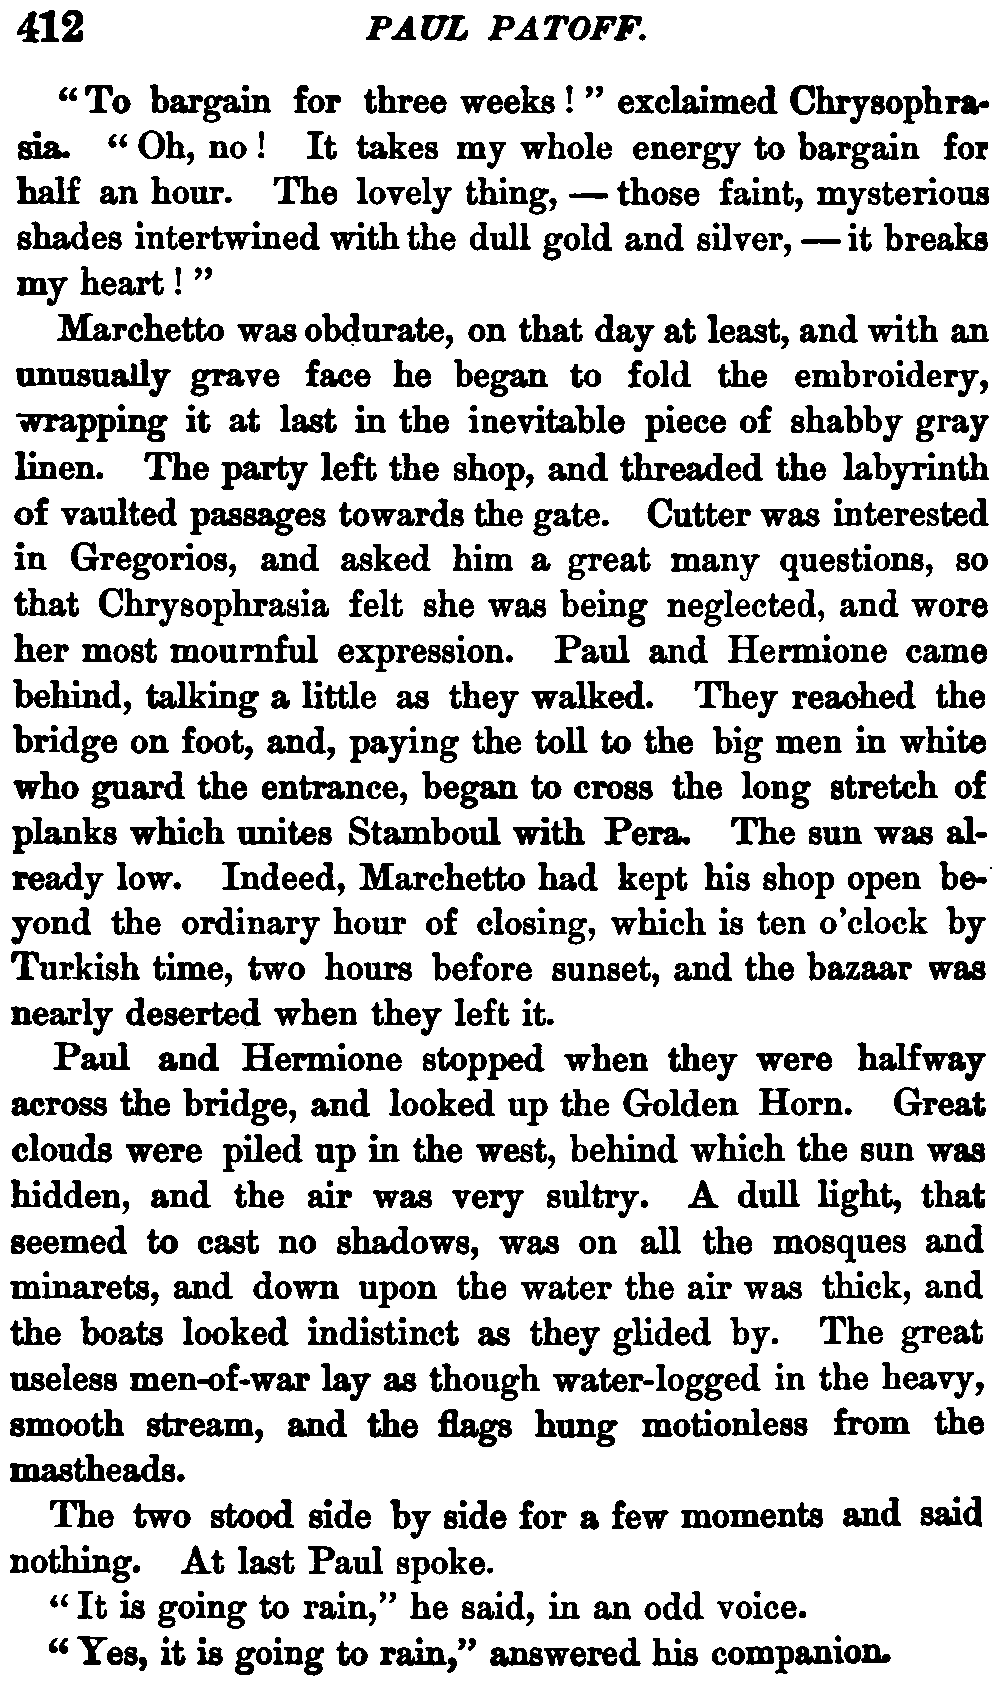 412 PAUL PATOFF.
“To bargain for three weeks!” exclaimed Chrysophra-
sia. “Oh, no! It takes my whole energy to bargain for
half an hour. The lovely thing, — those faint, mysterious
shades intertwined with the dull gold and silver, — it breaks
my heart!”
Marchetto was obdurate, on that day at least, and with an
unusually grave face he began to fold the embroidery,
wrapping it at last in the inevitable piece of shabby gray
linen. The party left the shop, and threaded the labyrinth
of vaulted passages towards the gate. Cutter was interested
in Gregorios, and asked him a great many questions, so
that Chrysophrasia felt she was being neglected, and wore
her most mournful expression. Paul and Hermione came
behind, talking a little as they walked. They reached the
bridge on foot, and, paying the toll to the big men in white
who guard the entrance, began to cross the long stretch of
planks which unites Stamboul with Pera. The sun was al-
ready low. Indeed, Marchetto had kept his shop open be-
yond the ordinary hour of closing, which is ten o’clock by
Turkish time, two hours before sunset, and the bazaar was
nearly deserted when they left it.
Paul and Hermione stopped when they were halfway
across the bridge, and looked up the Golden Horn. Great
clouds were piled up in the west, behind which the sun was
hidden, and the air was very sultry. A dull light, that
seemed to cast no shadows, was on all the mosques and
minarets, and down upon the water the air was thick, and
the boats looked indistinct as they glided by. The great
useless men-of-war lay as though water-logged in the heavy,
smooth stream, and the flags hung motionless from the
mastheads.
The two stood side by side for a few moments and said
nothing. At last Paul spoke.
“It is going to rain,” he said, in an odd voice.
“Yes, it is going to rain,” answered his companion.